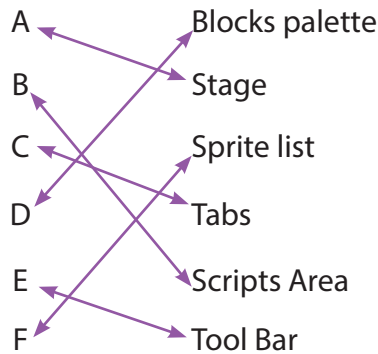 A Blocks palette
B Stage
C Sprite list
D Tabs
E Scripts Area
F Tool Bar